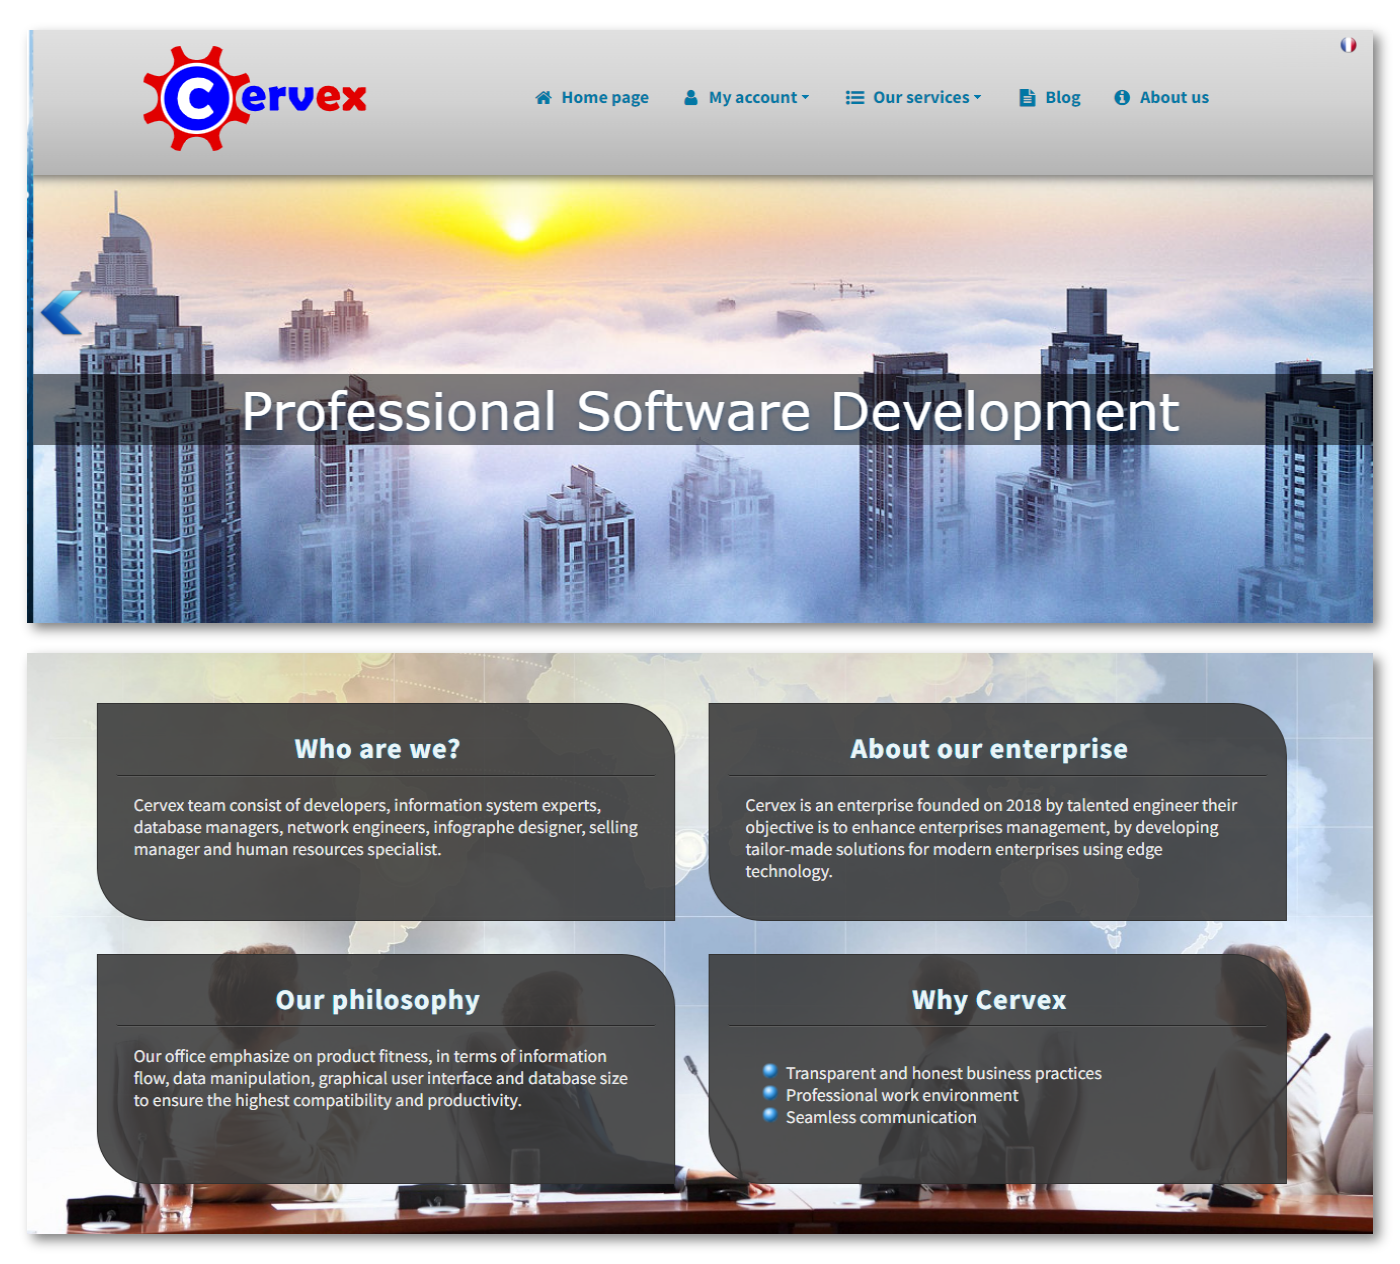 Cervex
Home page
My account
Our services
Blog
About us
Professional Software Development
Who are we?
Cervex team consist of developers, information system experts,
database managers, network engineers, infographe designer, selling
manager and human resources specialist.
About our enterprise
Cervex is an enterprise founded on 2018 by talented engineer their
objective is to enhance enterprises management, by developing
tailor-made solutions for modern enterprises using edge
technology.
Our philosophy
Our office emphasize on product fitness, in terms of information
flow, data manipulation, graphical user interface and database size
to ensure the highest compatibility and productivity.
Why Cervex
Transparent and honest business practices
Professional work environment
Seamless communication